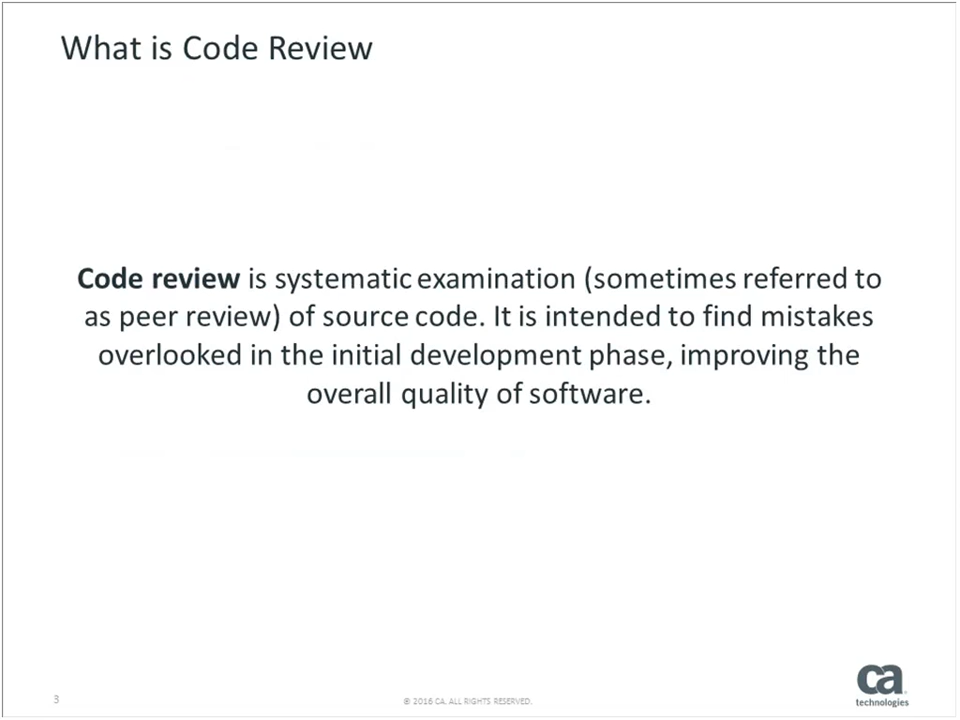 What is Code Review
Code review is systematic examination (sometimes referred to
as peer review) of source code. It is intended to find mistakes
overlooked in the initial development phase, improving the
overall quality of software.
3
© 2016 CA. ALL RIGHTS RESERVED.
ca
technologies